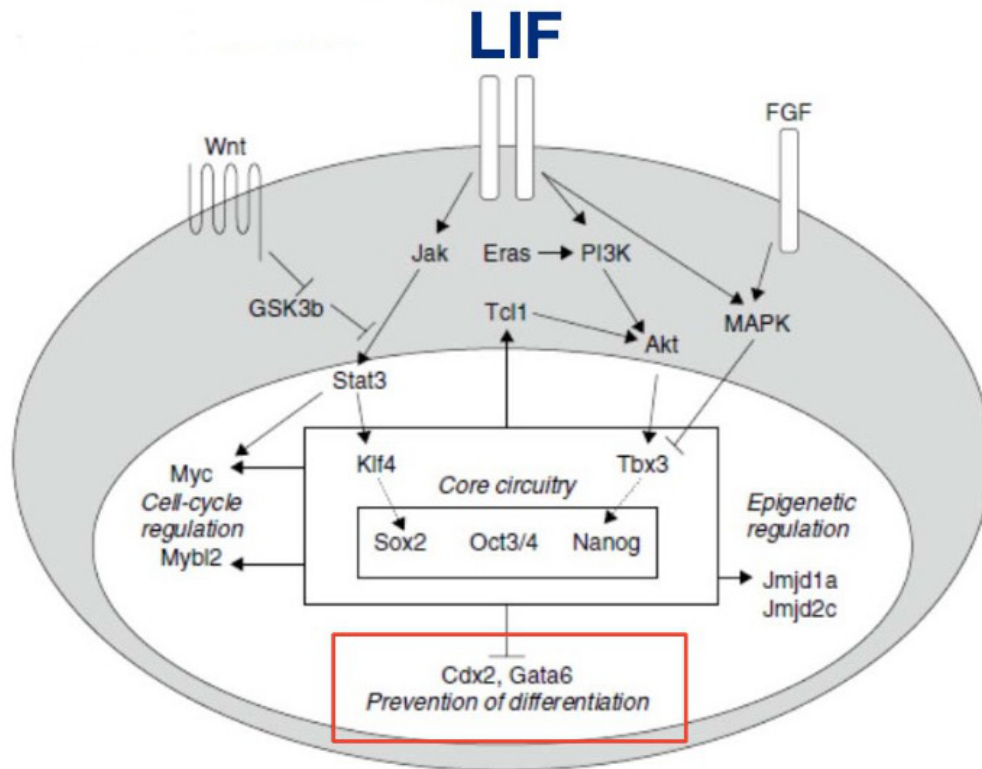 LIF
FGF
Wnt
Jak
Eras
PI3K
GSK3b
Tcl1
MAPK
Akt
Stat3
Myc
Cell-cycle
regulation
Mybl2
Klf4
Tbx3
Core circuitry
Sox2
Oct3/4
Nanog
Epigenetic
regulation
Jmjd1a
Jmjd2c
Cdx2, Gata6
Prevention of differentiation